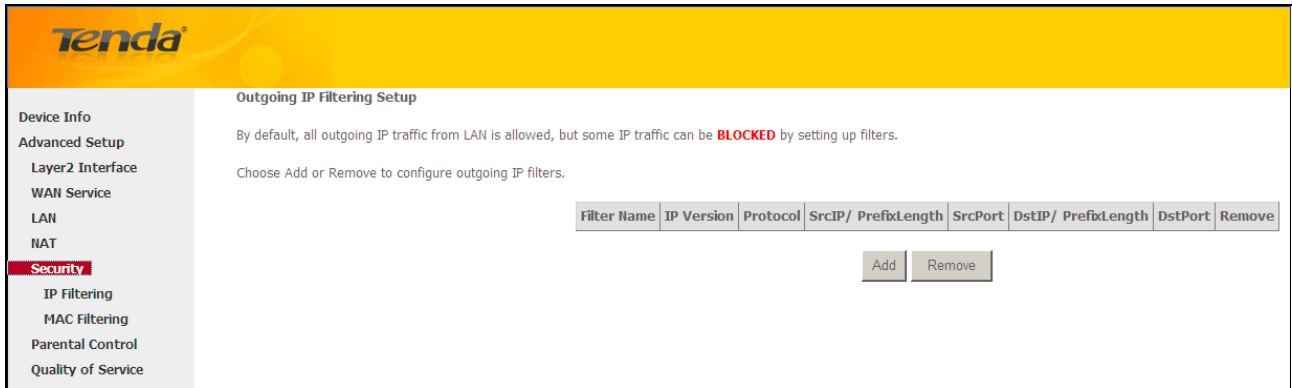 Tenda
Device Info
Advanced Setup
Layer2 Interface
WAN Service
LAN
NAT
Security
IP Filtering
MAC Filtering
Parental Control
Quality of Service
Outgoing IP Filtering Setup
By default, all outgoing IP traffic from LAN is allowed, but some IP traffic can be BLOCKED by setting up filters.
Choose Add or Remove to configure outgoing IP filters.
Filter Name IP Version Protocol SrcIP/ PrefixLength SrcPort DstIP/ PrefixLength DstPort Remove
Add Remove